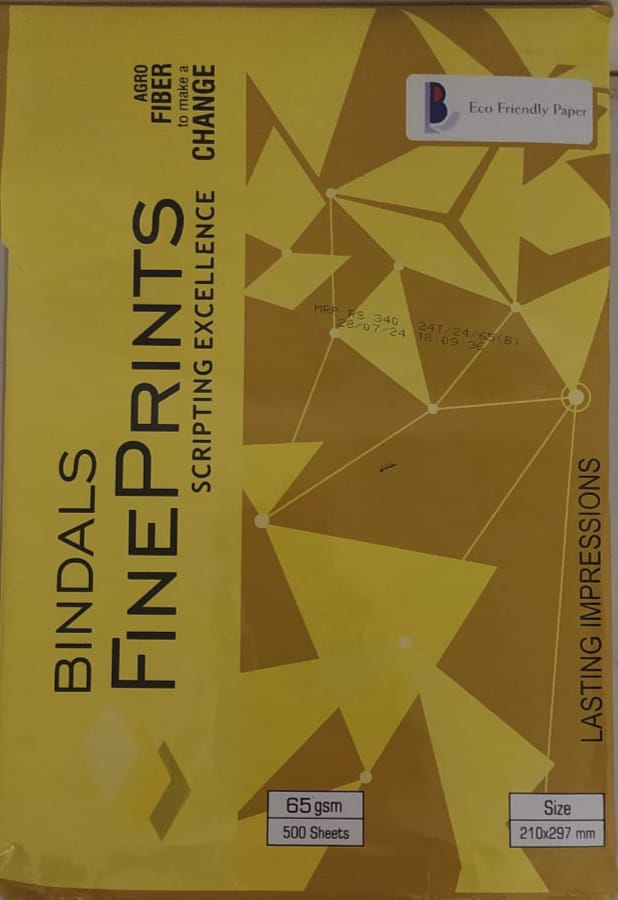 BINDALS
FINEPRINTS
SCRIPTING EXCELLENCE
AGRO
FIBER
to make a
CHANGE
Eco Friendly Paper
MRP RS 340 24T/24/65(B)
28/07/24 18:09:36
LASTING IMPRESSIONS
65 gsm
500 Sheets
Size
210x297 mm